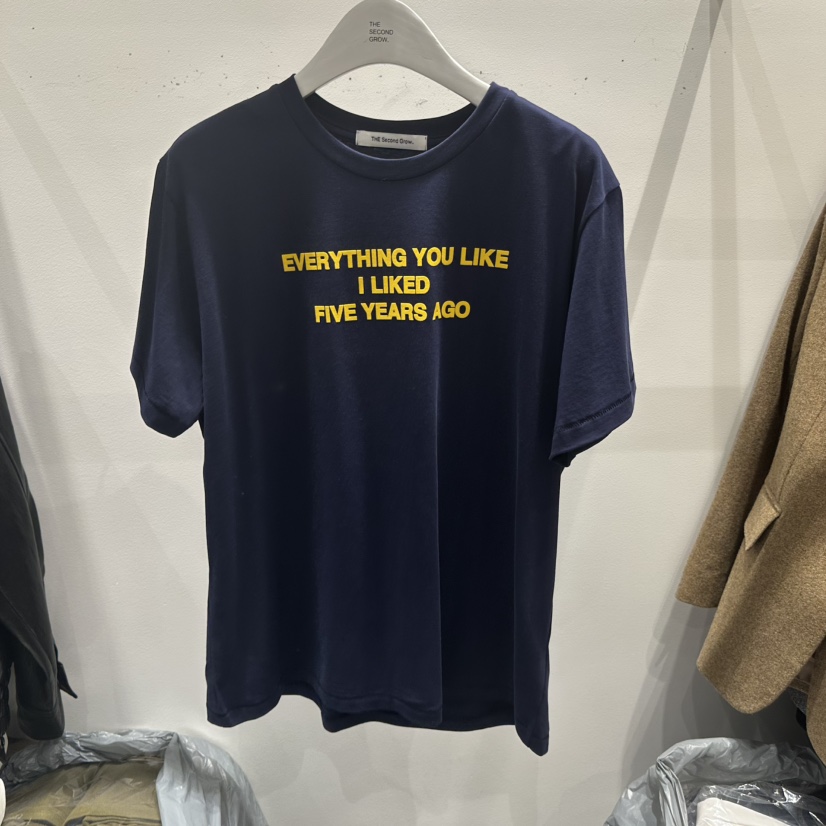 THE
SECOND
GROW.
THE Second Grow.
EVERYTHING YOU LIKE
I LIKED
FIVE YEARS AGO